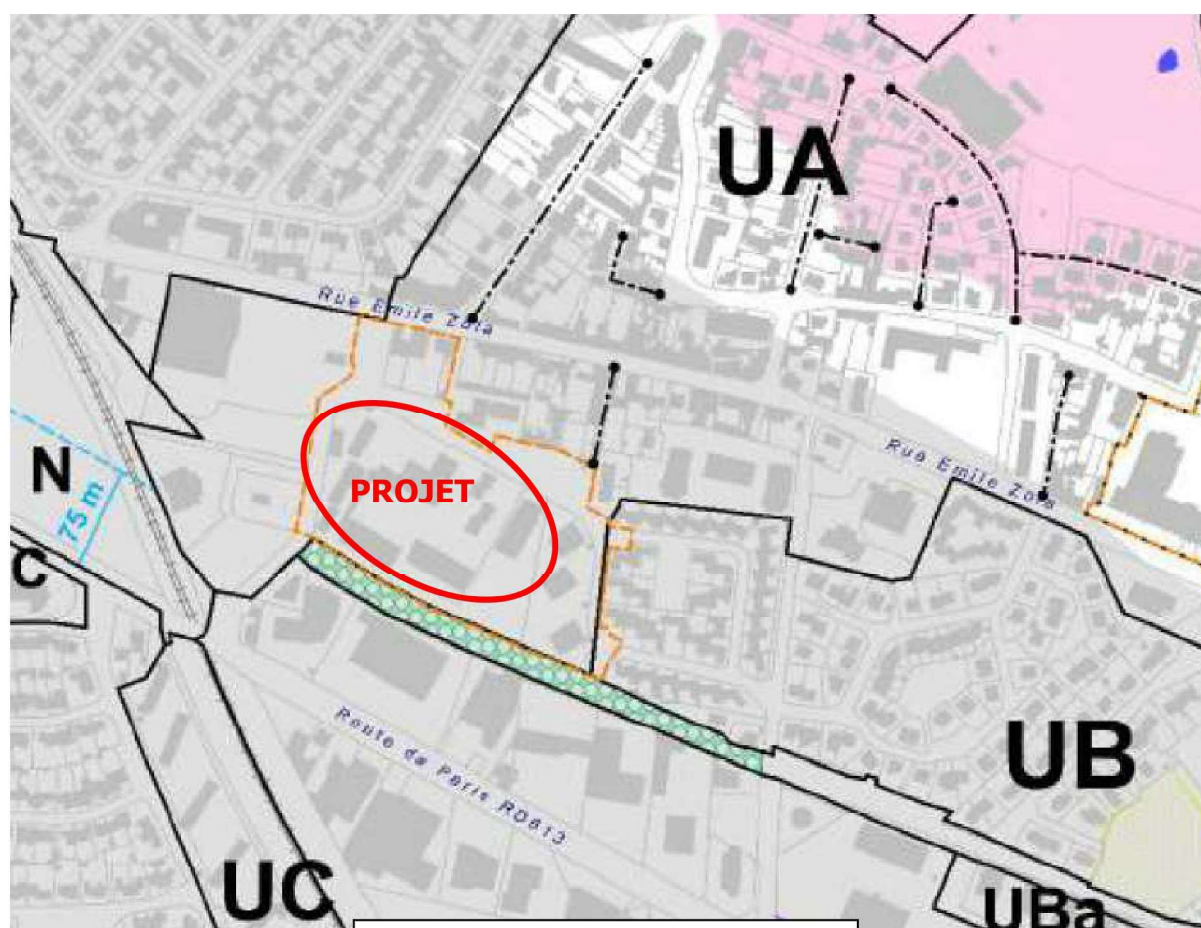 UA
Rue Emile Zola
Rue Emile Zola
N
PROJET
75 m
C
UB
Route de Paris RD613
UC
UBa